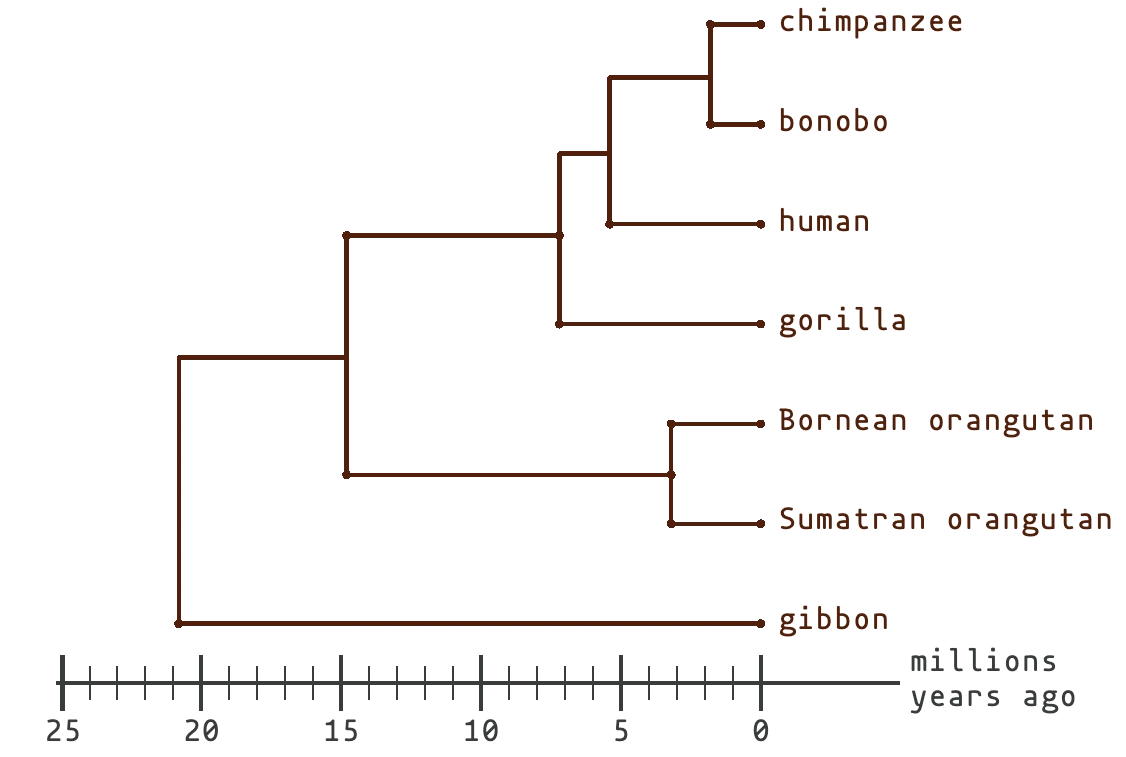 chimpanzee
bonobo
human
gorilla
Bornean orangutan
Sumatran orangutan
gibbon
millions
years ago
25 20 15 10 5 0